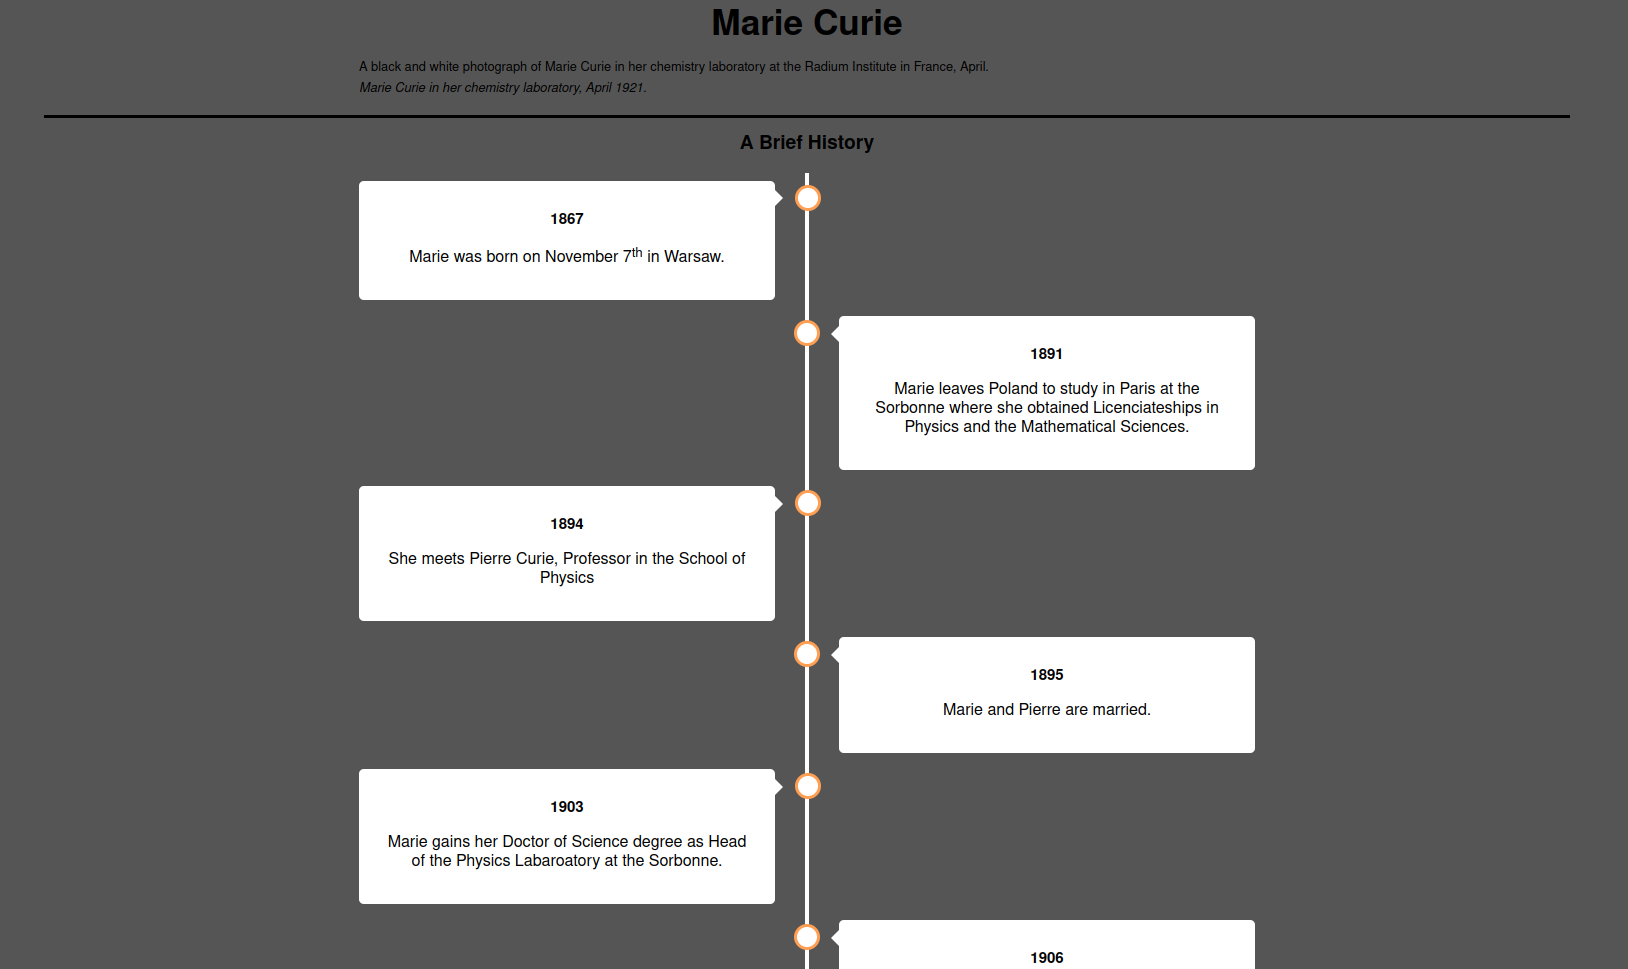 Marie Curie
A black and white photograph of Marie Curie in her chemistry laboratory at the Radium Institute in France, April.
Marie Curie in her chemistry laboratory, April 1921.
A Brief History
1867
Marie was born on November 7th in Warsaw.
1891
Marie leaves Poland to study in Paris at the
Sorbonne where she obtained Licenciateships in
Physics and the Mathematical Sciences.
1894
She meets Pierre Curie, Professor in the School of
Physics
1895
Marie and Pierre are married.
1903
Marie gains her Doctor of Science degree as Head
of the Physics Labaroatory at the Sorbonne.
1906